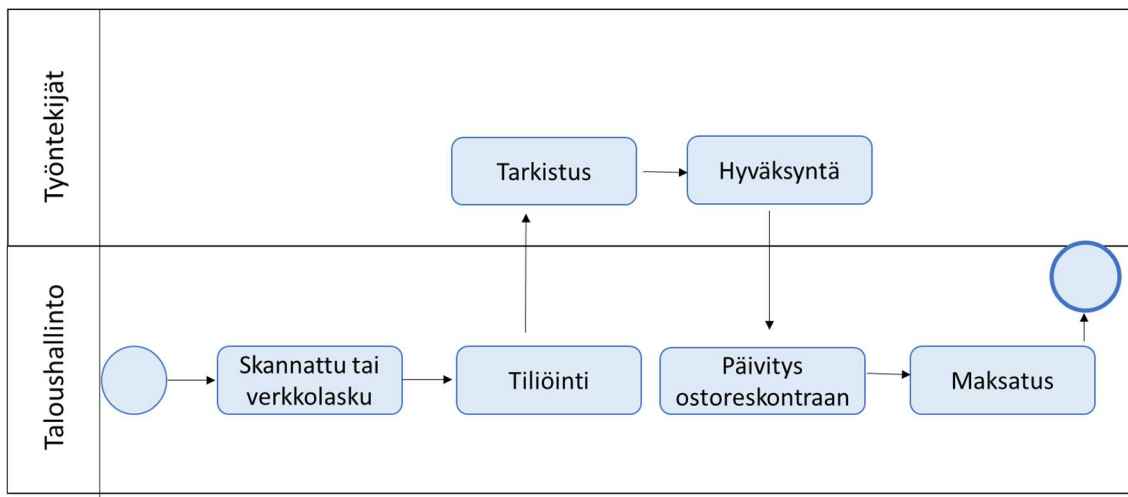 Työntekijät
Tarkistus
Hyväksyntä
Taloushallinto
Skannattu tai
verkkolasku
Tiliöinti
Päivitys
ostoreskontraan
Maksatus